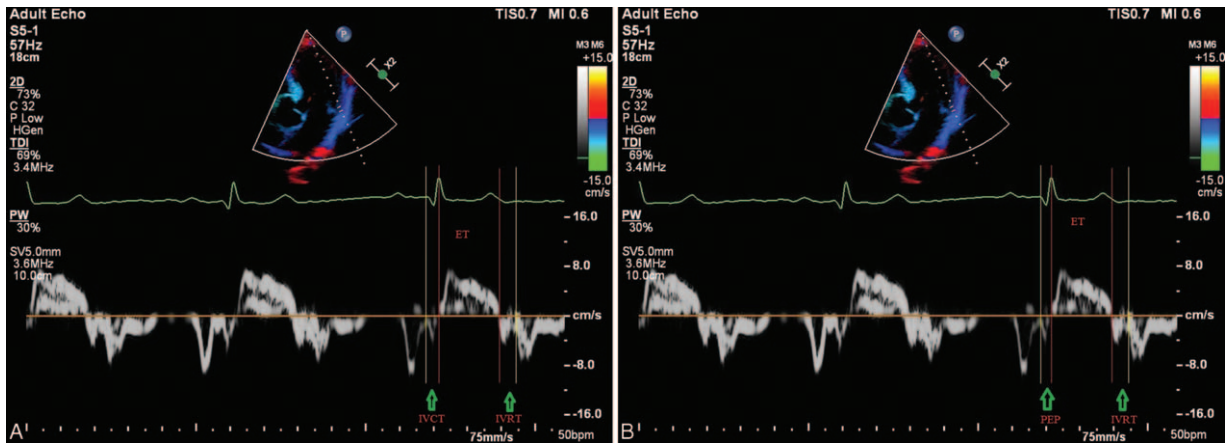 Adult Echo
TIS0.7 MI 0.6
S5-1
57Hz
18cm
2D
73%
C 32
P Low
HGen
TDI
69%
3.4MHz
PW
30%
SV5.0mm
3.6MHz
10.0cm
P
X2
M3 M6
+15.0
-15.0
cm/s
16.0
8.0
cm/s
-8.0
-16.0
ET
IVCT
IVRT
A
75mm/s
50bpm
Adult Echo
TIS0.7 MI 0.6
S5-1
57Hz
18cm
2D
73%
C 32
P Low
HGen
TDI
69%
3.4MHz
PW
30%
SV5.0mm
3.6MHz
10.0cm
P
X2
M3 M6
+15.0
-15.0
cm/s
16.0
8.0
cm/s
-8.0
-16.0
ET
PEP
IVRT
B
75mm/s
50bpm